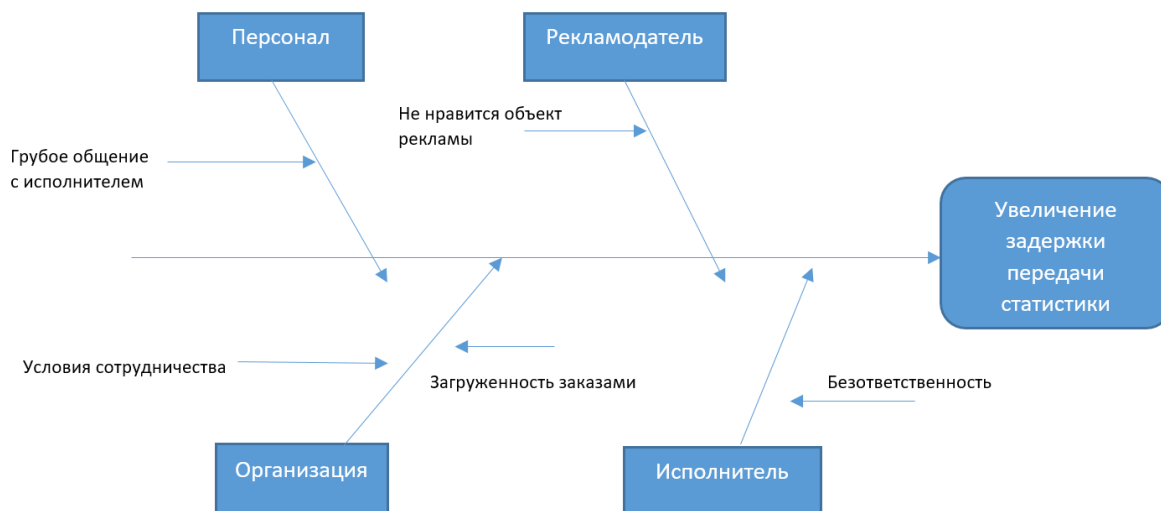 Персонал
Рекламодатель
Не нравится объект
рекламы
Грубое общение
с исполнителем
Увеличение
задержки
передачи
статистики
Условия сотрудничества
Загруженность заказами
Безответственность
Организация
Исполнитель